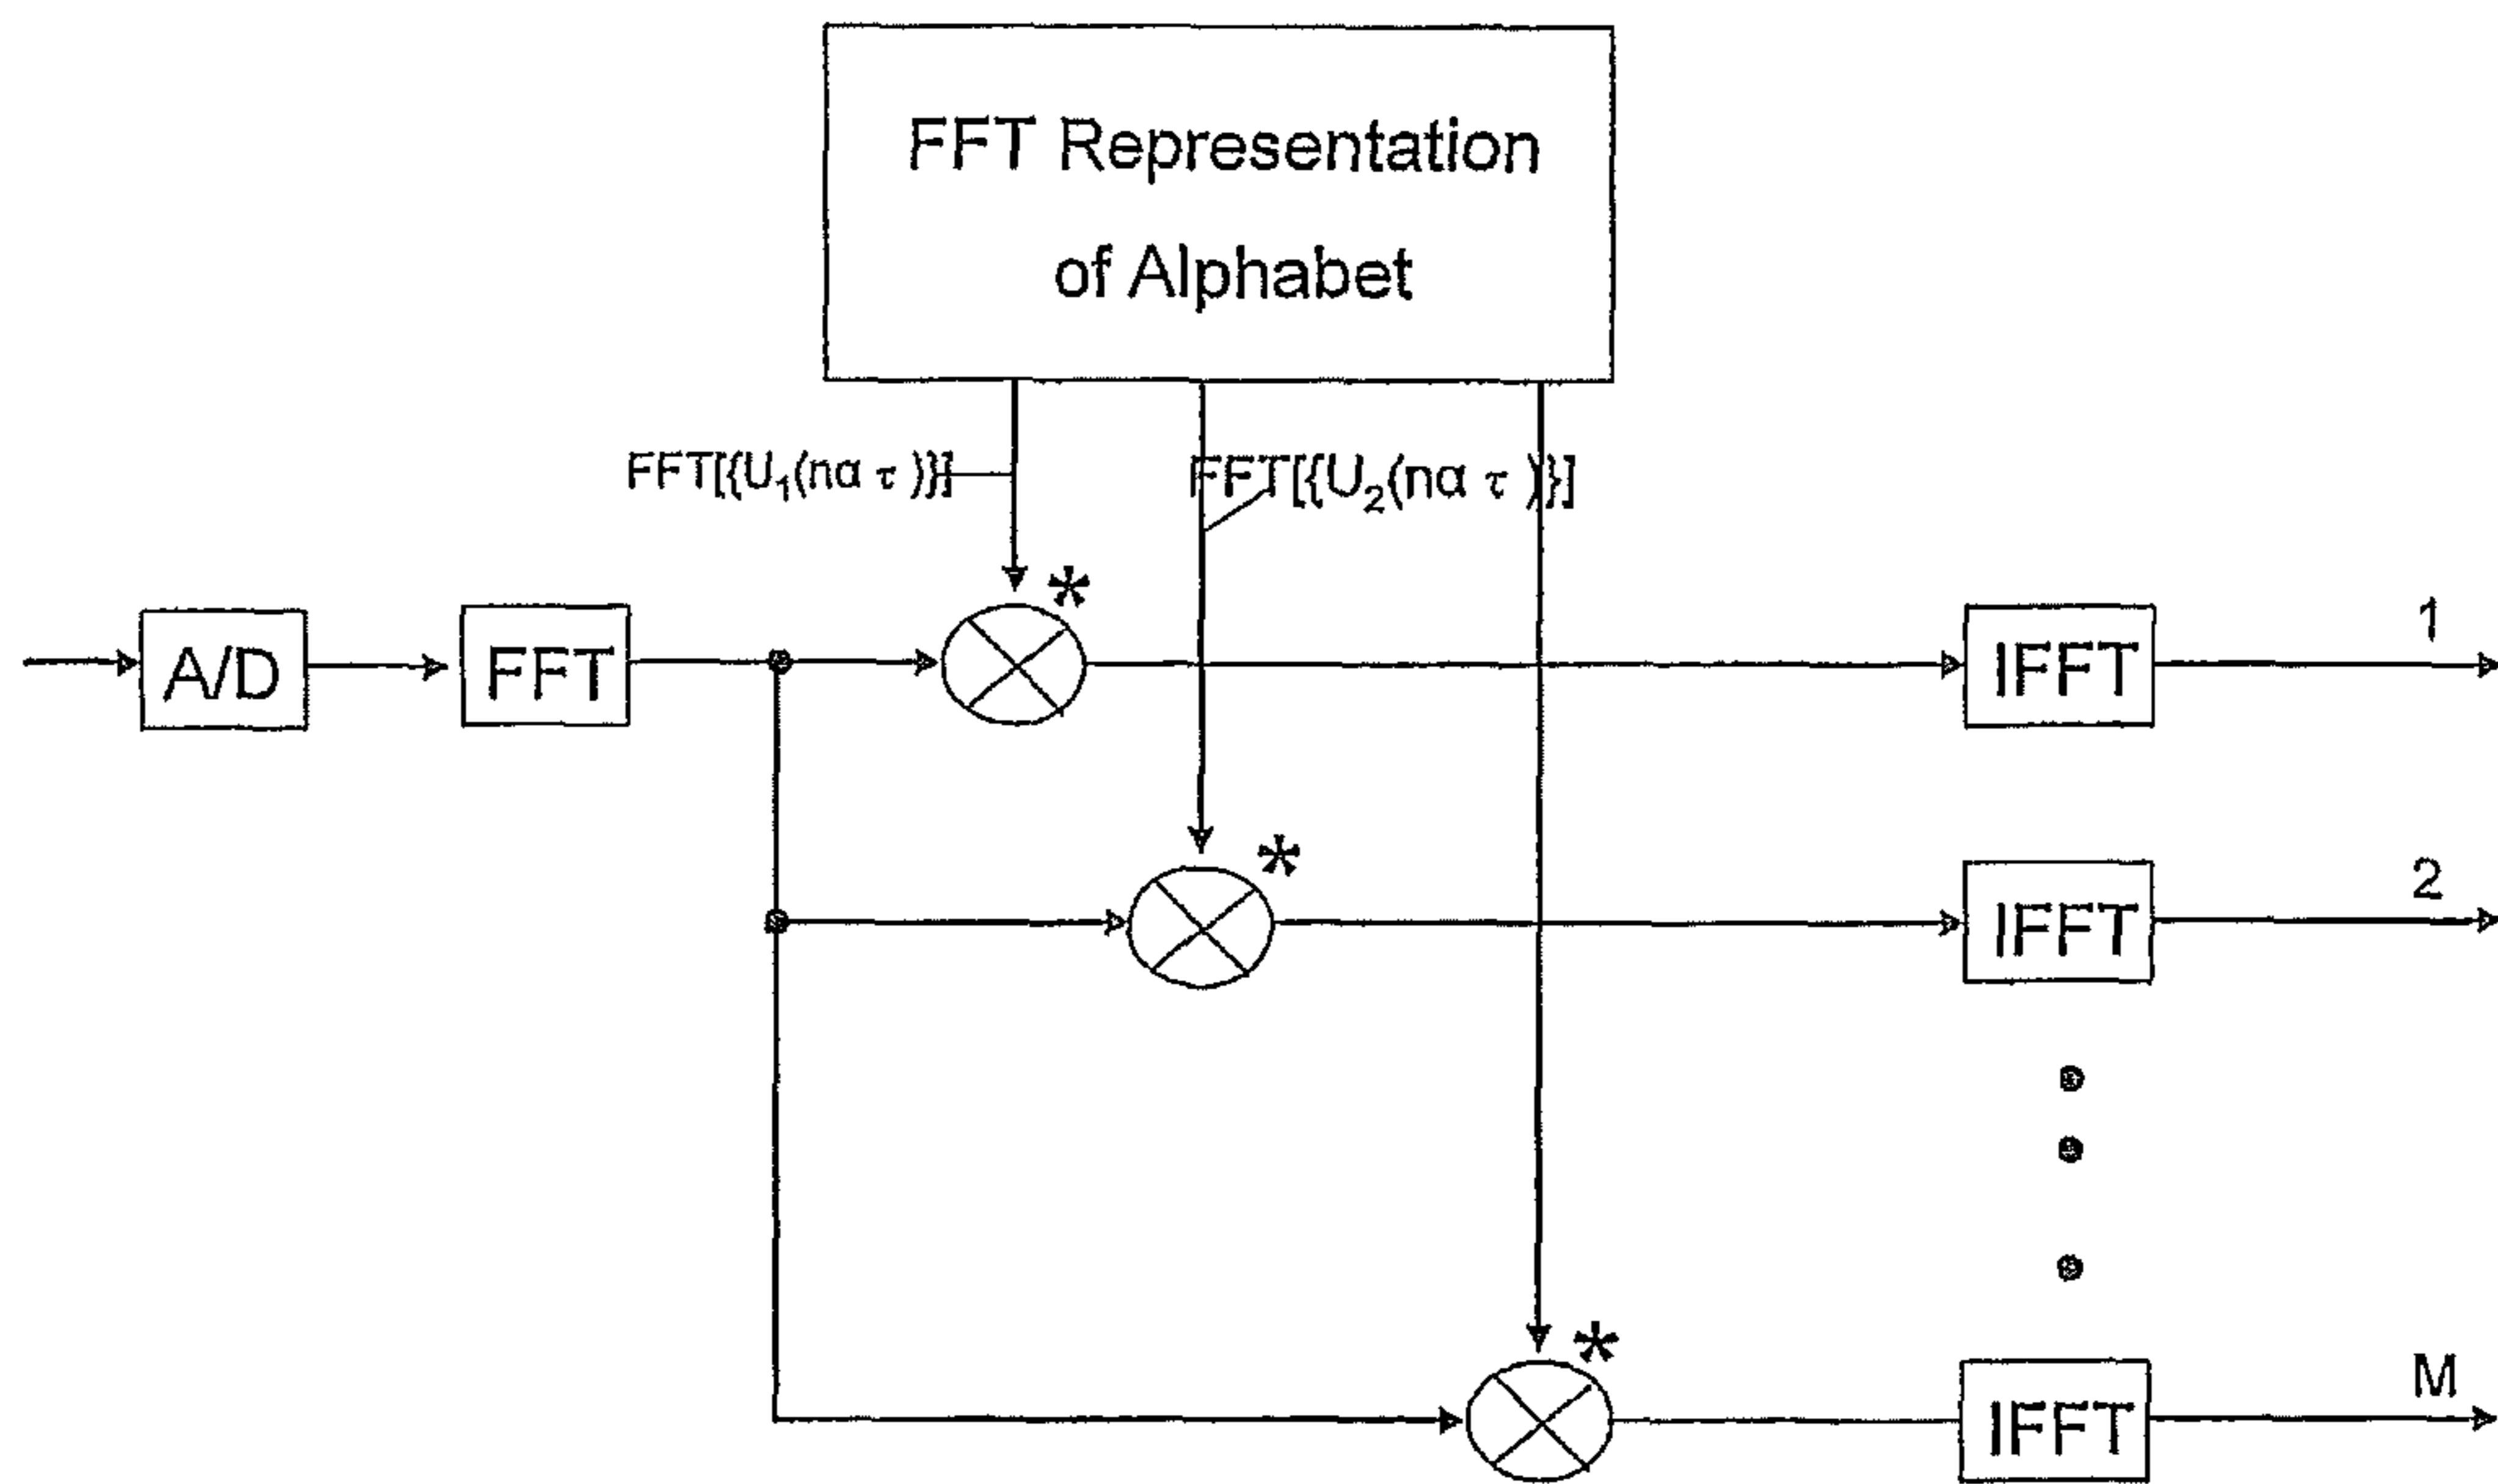 FFT Representation
of Alphabet
FFT[{U₁(nα τ )}]
FFT[{U₂(nα τ )}]
*
A/D
FFT
IFFT
1
*
IFFT
2
*
IFFT
M